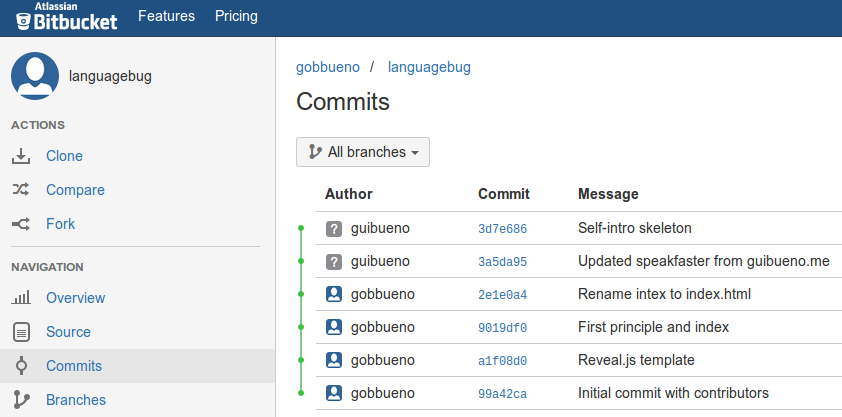 Atlassian
Bitbucket Features Pricing
languagebug
ACTIONS
Clone
Compare
Fork
NAVIGATION
Overview
Source
Commits
Branches
gobbueno / languagebug
Commits
All branches
Author Commit Message
? guibueno 3d7e686 Self-intro skeleton
? guibueno 3a5da95 Updated speakfaster from guibueno.me
gobbueno 2e1e0a4 Rename intex to index.html
gobbueno 9019df0 First principle and index
gobbueno a1f08d0 Reveal.js template
gobbueno 99a42ca Initial commit with contributors